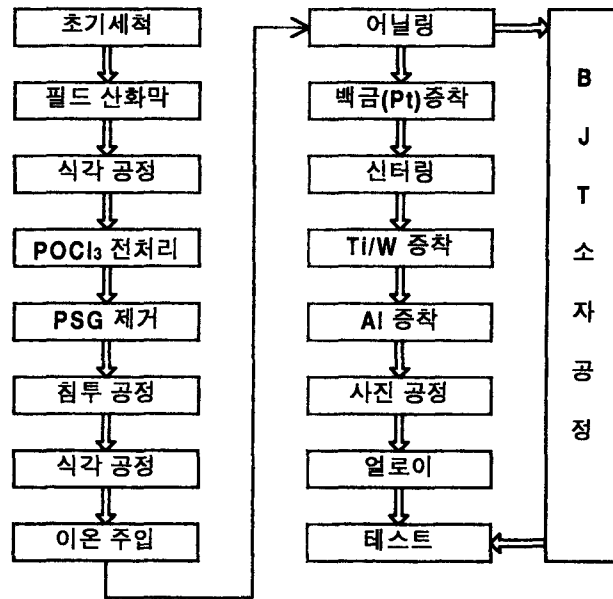 초기세척
필드 산화막
식각 공정
POCl₃ 전처리
PSG 제거
침투 공정
식각 공정
이온 주입
어닐링
백금(Pt)증착
신터링
Ti/W 증착
Al 증착
사진 공정
얼로이
테스트
B
J
T
소
자
공
정